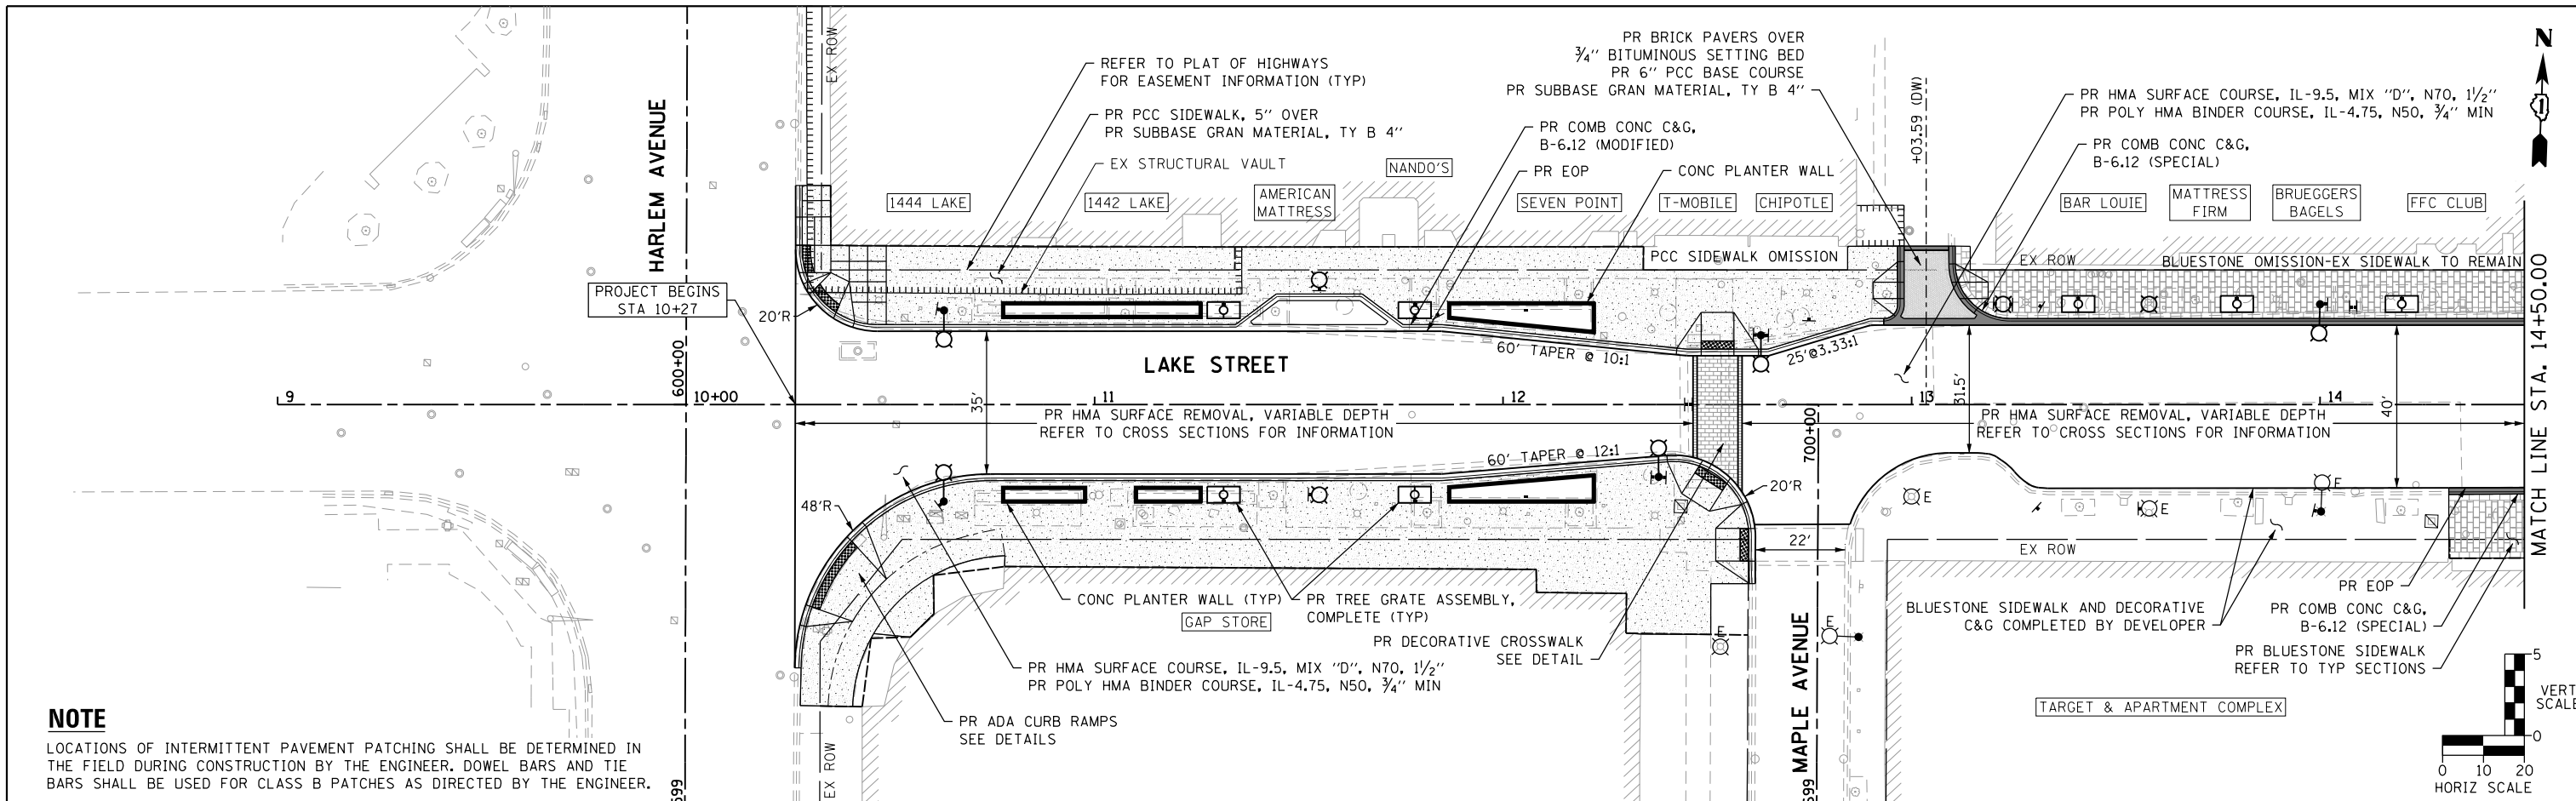 EX ROW
REFER TO PLAT OF HIGHWAYS
FOR EASEMENT INFORMATION (TYP)
PR PCC SIDEWALK, 5" OVER
PR SUBBASE GRAN MATERIAL, TY B 4"
EX STRUCTURAL VAULT
PR BRICK PAVERS OVER
3/4" BITUMINOUS SETTING BED
PR 6" PCC BASE COURSE
PR SUBBASE GRAN MATERIAL, TY B 4"
PR COMB CONC C&G,
B-6.12 (MODIFIED)
PR EOP
CONC PLANTER WALL
+03.59 (DW)
PR HMA SURFACE COURSE, IL-9.5, MIX "D", N70, 1 1/2"
PR POLY HMA BINDER COURSE, IL-4.75, N50, 3/4" MIN
PR COMB CONC C&G,
B-6.12 (SPECIAL)
N
1444 LAKE
1442 LAKE
AMERICAN
MATTRESS
NANDO'S
SEVEN POINT
T-MOBILE
CHIPOTLE
BAR LOUIE
MATTRESS
FIRM
BRUEGGERS
BAGELS
FFC CLUB
HARLEM AVENUE
PCC SIDEWALK OMISSION
EX ROW
BLUESTONE OMISSION-EX SIDEWALK TO REMAIN
PROJECT BEGINS
STA 10+27
20'R
600+00
LAKE STREET
60' TAPER @ 10:1
25'@3.33:1
9
10+00
11
12
13
14
35'
31.5'
40'
PR HMA SURFACE REMOVAL, VARIABLE DEPTH
REFER TO CROSS SECTIONS FOR INFORMATION
PR HMA SURFACE REMOVAL, VARIABLE DEPTH
REFER TO CROSS SECTIONS FOR INFORMATION
MATCH LINE STA. 14+50.00
700+00
60' TAPER @ 12:1
48'R
20'R
22'
E
E
E
E
E
EX ROW
CONC PLANTER WALL (TYP)
GAP STORE
PR TREE GRATE ASSEMBLY,
COMPLETE (TYP)
PR DECORATIVE CROSSWALK
SEE DETAIL
PR HMA SURFACE COURSE, IL-9.5, MIX "D", N70, 1 1/2"
PR POLY HMA BINDER COURSE, IL-4.75, N50, 3/4" MIN
PR ADA CURB RAMPS
SEE DETAILS
MAPLE AVENUE
BLUESTONE SIDEWALK AND DECORATIVE
C&G COMPLETED BY DEVELOPER
PR EOP
PR COMB CONC C&G,
B-6.12 (SPECIAL)
PR BLUESTONE SIDEWALK
REFER TO TYP SECTIONS
TARGET & APARTMENT COMPLEX
NOTE
LOCATIONS OF INTERMITTENT PAVEMENT PATCHING SHALL BE DETERMINED IN
THE FIELD DURING CONSTRUCTION BY THE ENGINEER. DOWEL BARS AND TIE
BARS SHALL BE USED FOR CLASS B PATCHES AS DIRECTED BY THE ENGINEER.
599
EX ROW
599
5
VERT
SCALE
0
0 10 20
HORIZ SCALE